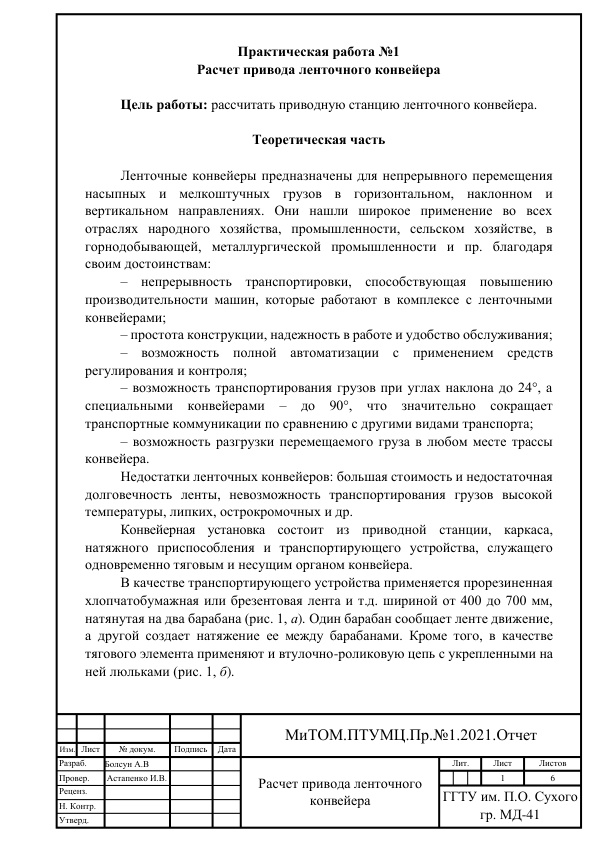 Практическая работа №1
Расчет привода ленточного конвейера
Цель работы: рассчитать приводную станцию ленточного конвейера.
Теоретическая часть
Ленточные конвейеры предназначены для непрерывного перемещения
насыпных и мелкоштучных грузов в горизонтальном, наклонном и
вертикальном направлениях. Они нашли широкое применение во всех
отраслях народного хозяйства, промышленности, сельском хозяйстве, в
горнодобывающей, металлургической промышленности и пр. благодаря
своим достоинствам:
– непрерывность транспортировки, способствующая повышению
производительности машин, которые работают в комплексе с ленточными
конвейерами;
– простота конструкции, надежность в работе и удобство обслуживания;
– возможность полной автоматизации с применением средств
регулирования и контроля;
– возможность транспортирования грузов при углах наклона до 24°, а
специальными конвейерами – до 90°, что значительно сокращает
транспортные коммуникации по сравнению с другими видами транспорта;
– возможность разгрузки перемещаемого груза в любом месте трассы
конвейера.
Недостатки ленточных конвейеров: большая стоимость и недостаточная
долговечность ленты, невозможность транспортирования грузов высокой
температуры, липких, острокромочных и др.
Конвейерная установка состоит из приводной станции, каркаса,
натяжного приспособления и транспортирующего устройства, служащего
одновременно тяговым и несущим органом конвейера.
В качестве транспортирующего устройства применяется прорезиненная
хлопчатобумажная или брезентовая лента и т.д. шириной от 400 до 700 мм,
натянутая на два барабана (рис. 1, а). Один барабан сообщает ленте движение,
а другой создает натяжение ее между барабанами. Кроме того, в качестве
тягового элемента применяют и втулочно-роликовую цепь с укрепленными на
ней люльками (рис. 1, б).
МиТОМ.ПТУМЦ.Пр.№1.2021.Отчет
Изм. Лист № докум. Подпись Дата
Разраб. Болсун А.В
Провер. Астапенко И.В.
Реценз.
Н. Контр.
Утверд.
Расчет привода ленточного
конвейера
Лит. Лист Листов
1 6
ГГТУ им. П.О. Сухого
гр. МД-41